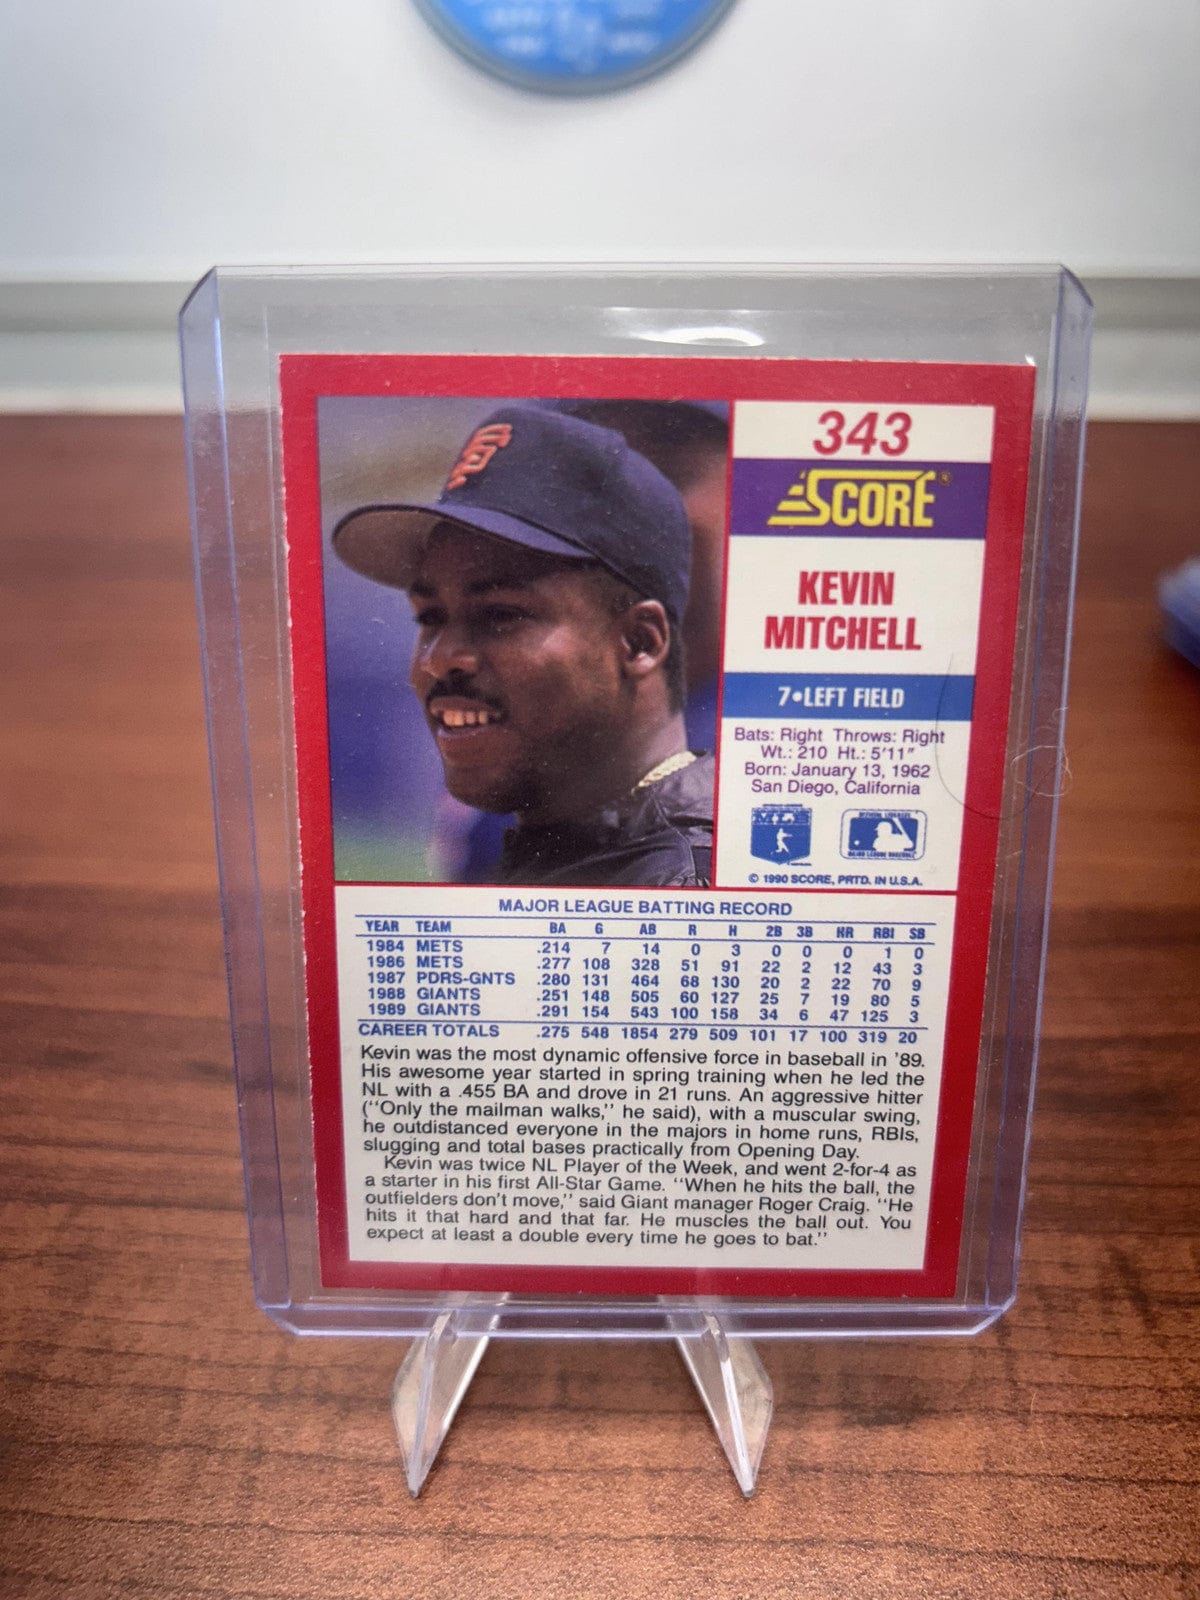 SF
343
SCORE®
KEVIN
MITCHELL
7•LEFT FIELD
Bats: Right Throws: Right
Wt.: 210 Ht.: 5'11"
Born: January 13, 1962
San Diego, California
© 1990 SCORE, PRTD. IN U.S.A.
MAJOR LEAGUE BATTING RECORD
YEAR TEAM BA G AB R H 2B 3B HR RBI SB
1984 METS .214 7 14 0 3 0 0 0 1 0
1986 METS .277 108 328 51 91 22 2 12 43 3
1987 PDRS-GNTS .280 131 464 68 130 20 2 22 70 9
1988 GIANTS .251 148 505 60 127 25 7 19 80 5
1989 GIANTS .291 154 543 100 158 34 6 47 125 3
CAREER TOTALS .275 548 1854 279 509 101 17 100 319 20
Kevin was the most dynamic offensive force in baseball in '89.
His awesome year started in spring training when he led the
NL with a .455 BA and drove in 21 runs. An aggressive hitter
("Only the mailman walks," he said), with a muscular swing,
he outdistanced everyone in the majors in home runs, RBIs,
slugging and total bases practically from Opening Day.
Kevin was twice NL Player of the Week, and went 2-for-4 as
a starter in his first All-Star Game. "When he hits the ball, the
outfielders don't move," said Giant manager Roger Craig. "He
hits it that hard and that far. He muscles the ball out. You
expect at least a double every time he goes to bat."